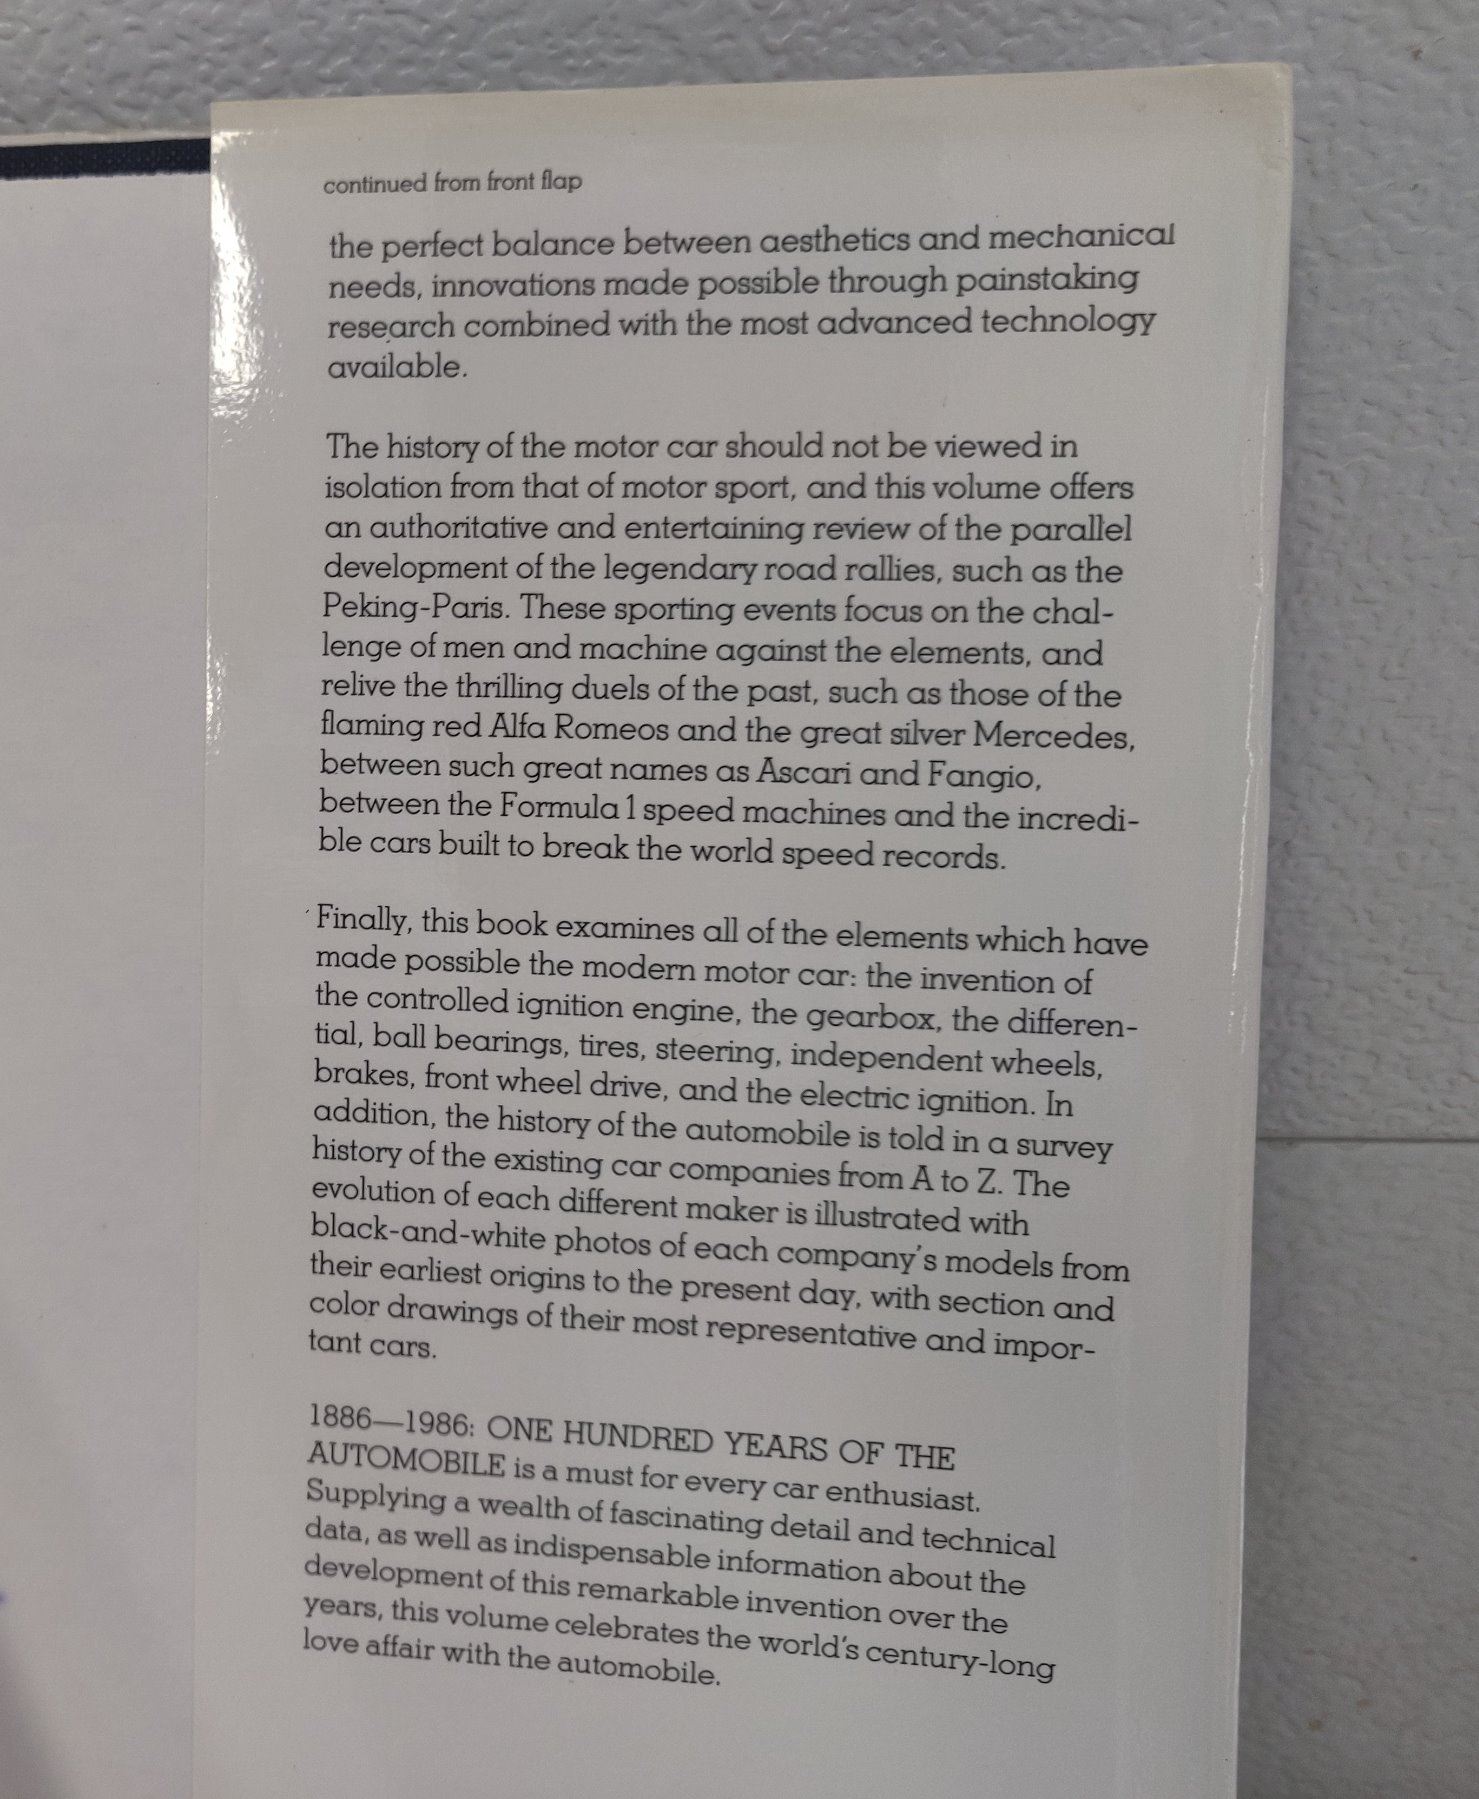 continued from front flap
the perfect balance between aesthetics and mechanical
needs, innovations made possible through painstaking
research combined with the most advanced technology
available.
The history of the motor car should not be viewed in
isolation from that of motor sport, and this volume offers
an authoritative and entertaining review of the parallel
development of the legendary road rallies, such as the
Peking-Paris. These sporting events focus on the chal-
lenge of men and machine against the elements, and
relive the thrilling duels of the past, such as those of the
flaming red Alfa Romeos and the great silver Mercedes,
between such great names as Ascari and Fangio,
between the Formula 1 speed machines and the incredi-
ble cars built to break the world speed records.
Finally, this book examines all of the elements which have
made possible the modern motor car: the invention of
the controlled ignition engine, the gearbox, the differen-
tial, ball bearings, tires, steering, independent wheels,
brakes, front wheel drive, and the electric ignition. In
addition, the history of the automobile is told in a survey
history of the existing car companies from A to Z. The
evolution of each different maker is illustrated with
black-and-white photos of each company's models from
their earliest origins to the present day, with section and
color drawings of their most representative and impor-
tant cars.
1886—1986: ONE HUNDRED YEARS OF THE
AUTOMOBILE is a must for every car enthusiast.
Supplying a wealth of fascinating detail and technical
data, as well as indispensable information about the
development of this remarkable invention over the
years, this volume celebrates the world's century-long
love affair with the automobile.